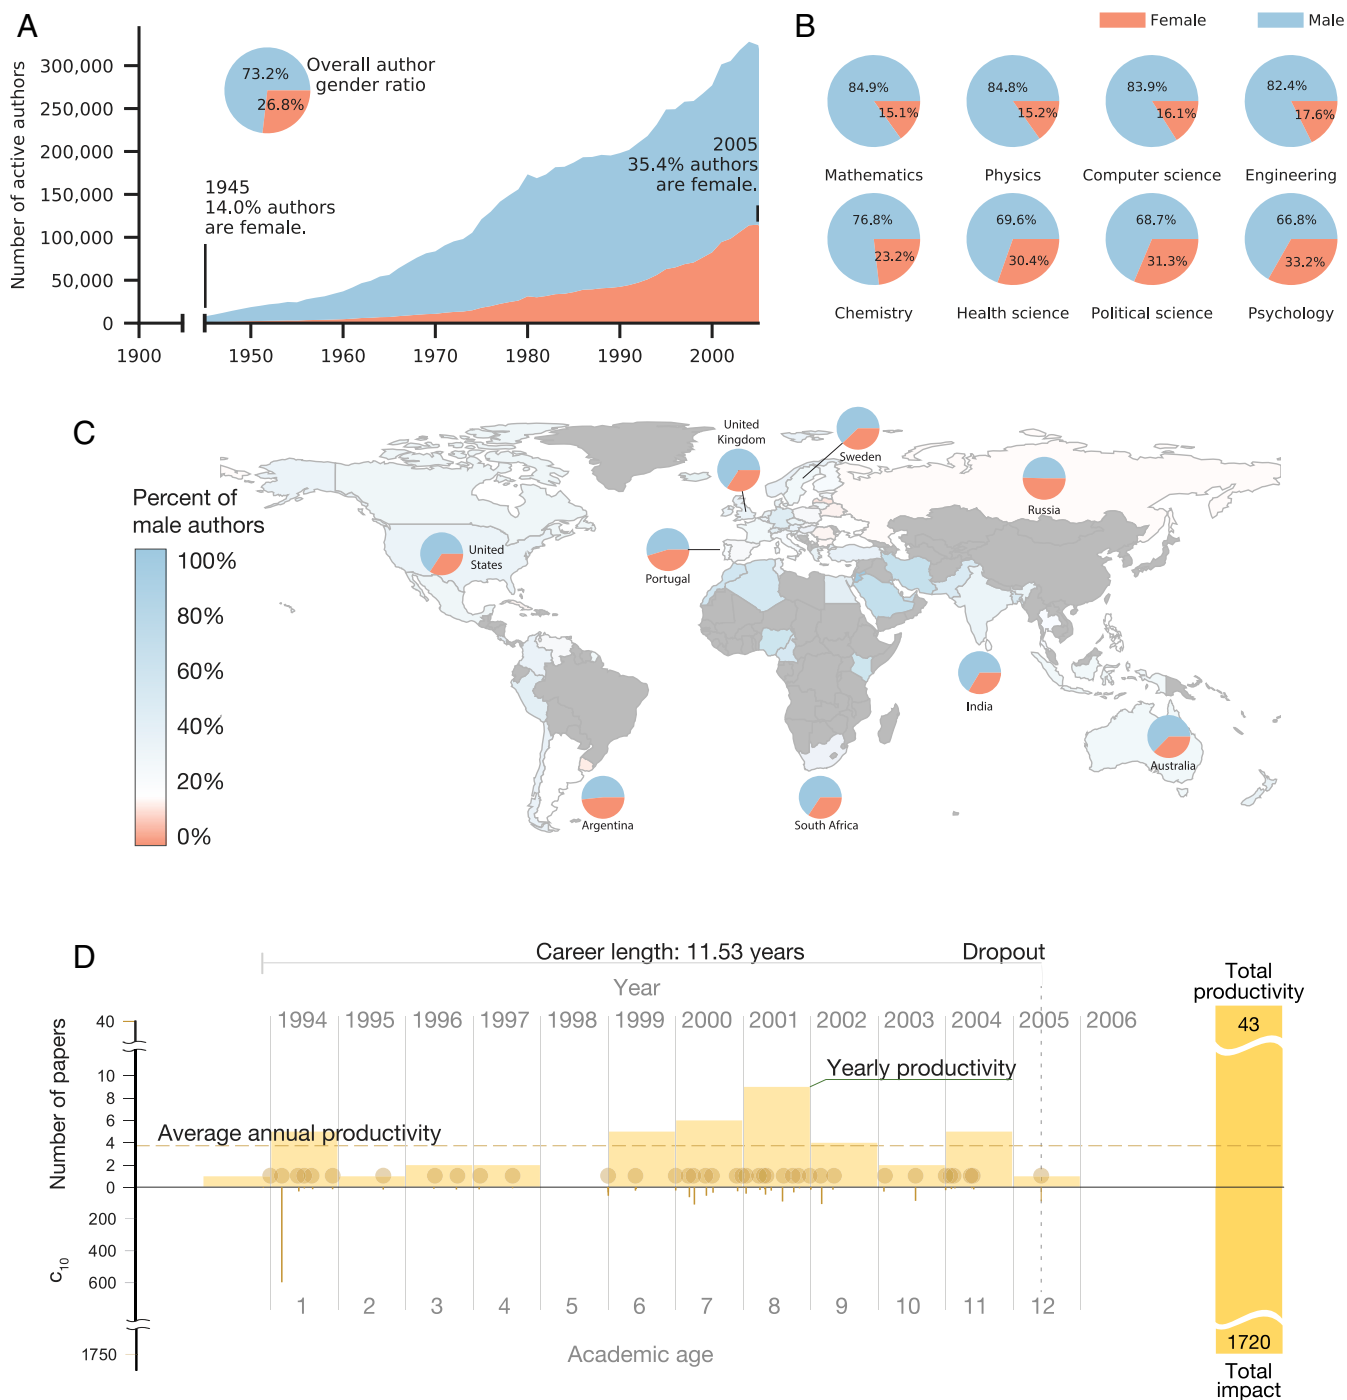 A
Number of active authors
300,000
250,000
200,000
150,000
100,000
50,000
0
1900
1950
1960
1970
1980
1990
2000
73.2%
26.8%
Overall author
gender ratio
1945
14.0% authors
are female.
2005
35.4% authors
are female.
B
Female
Male
84.9%
15.1%
Mathematics
84.8%
15.2%
Physics
83.9%
16.1%
Computer science
82.4%
17.6%
Engineering
76.8%
23.2%
Chemistry
69.6%
30.4%
Health science
68.7%
31.3%
Political science
66.8%
33.2%
Psychology
C
Percent of
male authors
100%
80%
60%
40%
20%
0%
United
Kingdom
Sweden
Russia
United
States
Portugal
India
Australia
Argentina
South Africa
D
Career length: 11.53 years
Dropout
Year
1994
1995
1996
1997
1998
1999
2000
2001
2002
2003
2004
2005
2006
Number of papers
40
10
8
6
4
2
0
Yearly productivity
Average annual productivity
c10
200
400
600
1750
1
2
3
4
5
6
7
8
9
10
11
12
Academic age
Total
productivity
43
1720
Total
impact